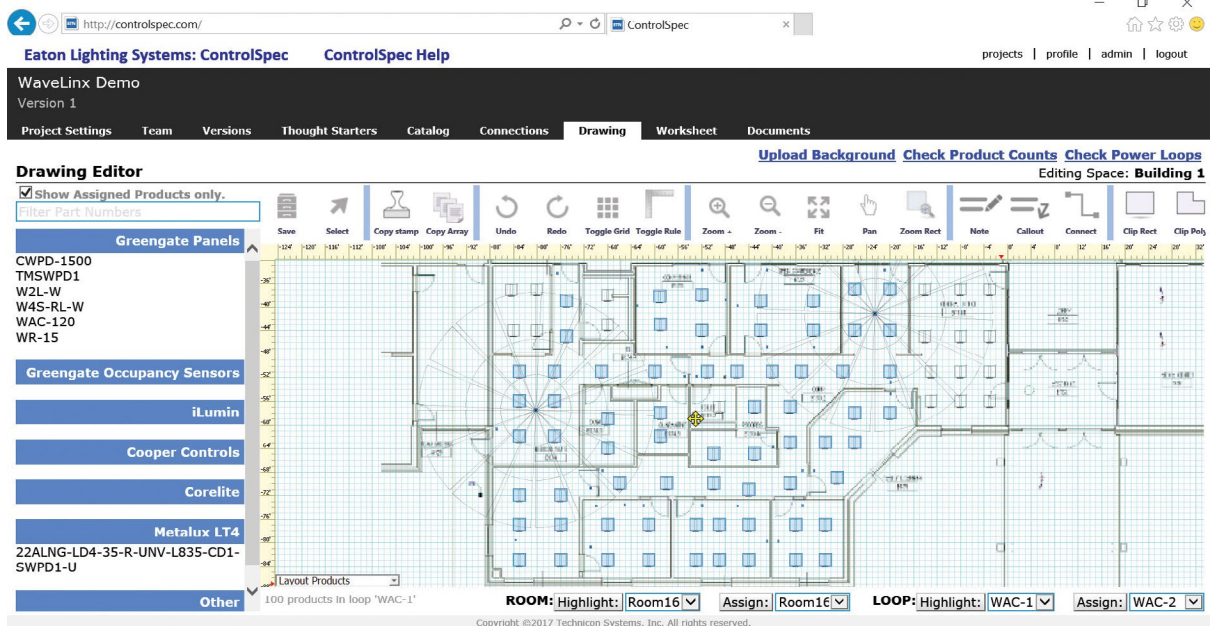 http://controlspec.com/
ControlSpec
Eaton Lighting Systems: ControlSpec ControlSpec Help
projects | profile | admin | logout
WaveLinx Demo
Version 1
Project Settings Team Versions Thought Starters Catalog Connections Drawing Worksheet Documents
Upload Background Check Product Counts Check Power Loops
Drawing Editor
Editing Space: Building 1
Show Assigned Products only.
Filter Part Numbers
Save Select Copy stamp Copy Array Undo Redo Toggle Grid Toggle Rule Zoom + Zoom - Fit Pan Zoom Rect Note Callout Connect Clip Rect Clip Poly
Greengate Panels
CWPD-1500
TMSWPD1
W2L-W
W4S-RL-W
WAC-120
WR-15
Greengate Occupancy Sensors
iLumin
Cooper Controls
Corelite
Metalux LT4
22ALNG-LD4-35-R-UNV-L835-CD1-
SWPD1-U
Other
Layout Products
100 products in loop 'WAC-1'
ROOM: Highlight: Room16 Assign: Room16 LOOP: Highlight: WAC-1 Assign: WAC-2
Copyright ©2017 Technicon Systems, Inc. All rights reserved.